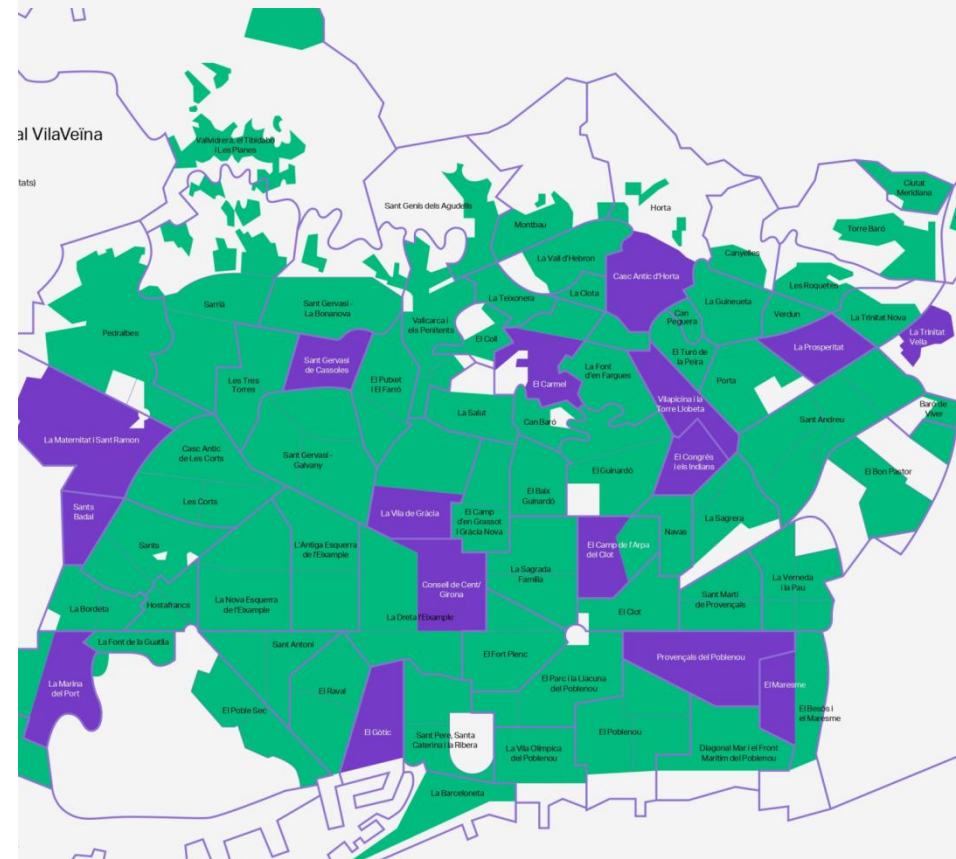 al VilaVeïna
tats)
Vallvidrera, el Tibidabo
i Les Planes
Ciutat
Meridiana
Sant Genís dels Agudells
Horta
Montbau
Torre Baró
Canyelles
La Vall d'Hebron
Casc Antic d'Horta
Les Roquetes
La Teixonera
La Clota
La Guineueta
Sarrià
Sant Gervasi -
La Bonanova
Verdun
La Trinitat Nova
Can
Peguera
Vallcarca i
els Penitents
Pedralbes
El Coll
La Trinitat
Vella
La Prosperitat
El Turó de
la Peira
Sant Gervasi
de Cassoles
La Font
d'en Fargues
Les Tres
Torres
El Putxet
i El Farró
El Carmel
Porta
Vilapicina i la
Torre Llobeta
Baró de
Viver
La Salut
Can Baró
Sant Andreu
La Maternitat i Sant Ramon
Casc Antic
de Les Corts
Sant Gervasi -
Galvany
El Congrés
i els Indians
El Guinardó
El Bon Pastor
El Baix
Guinardó
Les Corts
Sants
Badal
La Vila de Gràcia
El Camp
d'en Grassot
i Gràcia Nova
La Sagrera
Navas
Sants
L'Antiga Esquerra
de l'Eixample
El Camp de l'Arpa
del Clot
La Sagrada
Família
La Verneda
i la Pau
Consell de Cent/
Girona
Sant Martí
de Provençals
La Nova Esquerra
de l'Eixample
Hostafrancs
La Bordeta
El Clot
La Dreta l'Eixample
La Font de la Guatlla
Sant Antoni
El Fort Pienc
Provençals del Poblenou
La Marina
del Port
El Parc i la Llacuna
del Poblenou
El Maresme
El Raval
El Poble Sec
El Besòs i
el Maresme
El Gòtic
Sant Pere, Santa
Caterina i la Ribera
El Poblenou
La Vila Olímpica
del Poblenou
Diagonal Mar i el Front
Marítim del Poblenou
La Barceloneta